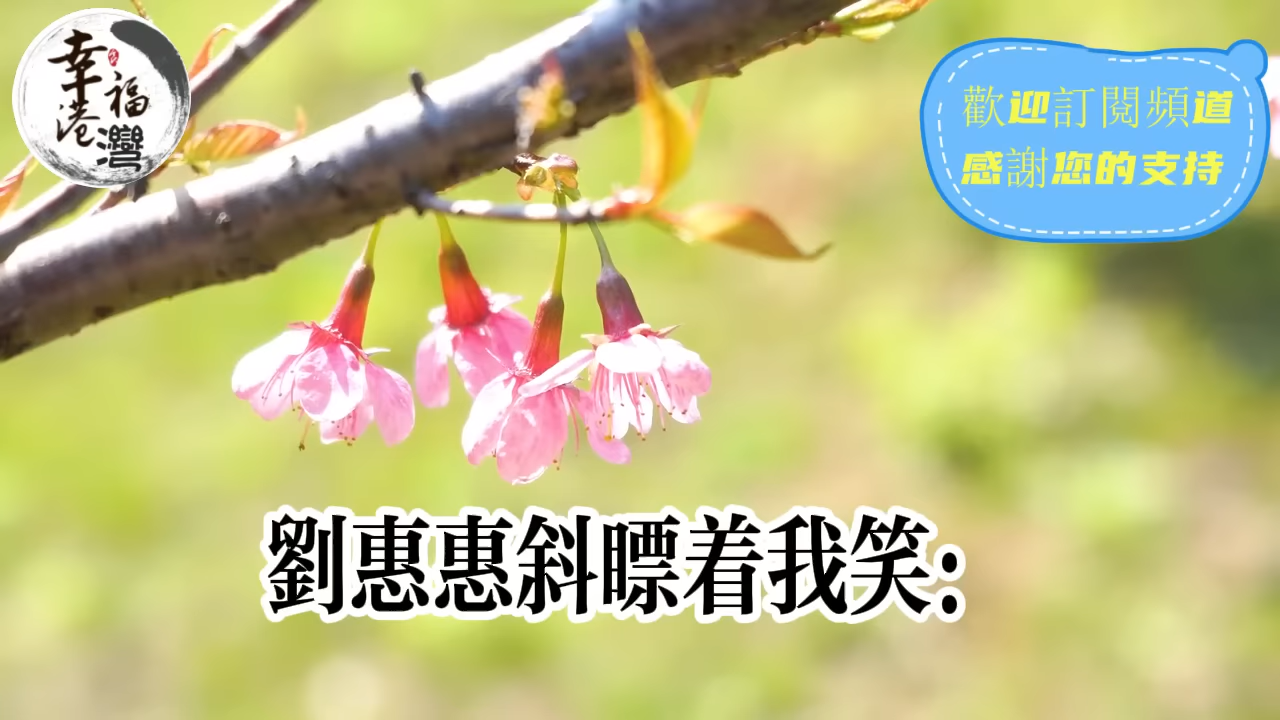 幸福
港灣
歡迎訂閱頻道
感謝您的支持
劉惠惠斜瞟着我笑: